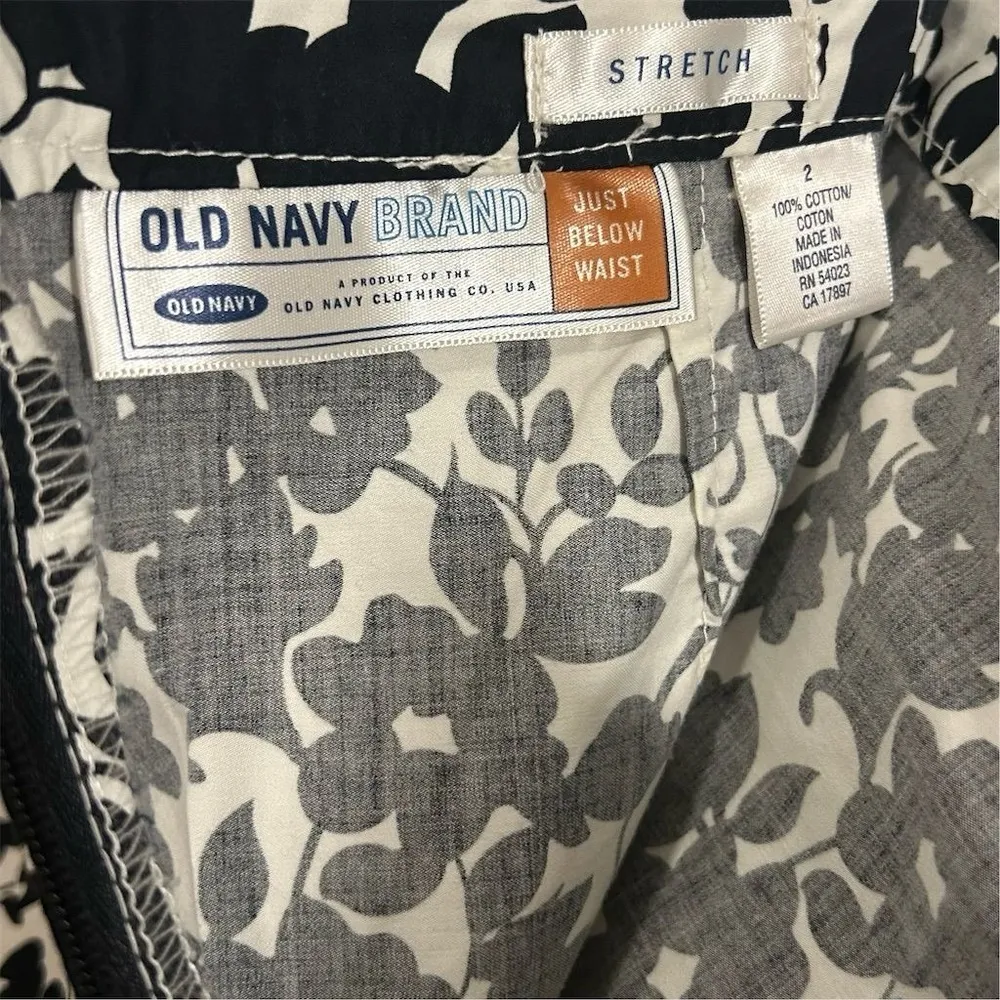 STRETCH
OLD NAVY BRAND
OLD NAVY
A PRODUCT OF THE
OLD NAVY CLOTHING CO. USA
JUST
BELOW
WAIST
2
100% COTTON/
COTON
MADE IN
INDONESIA
RN 54023
CA 17897